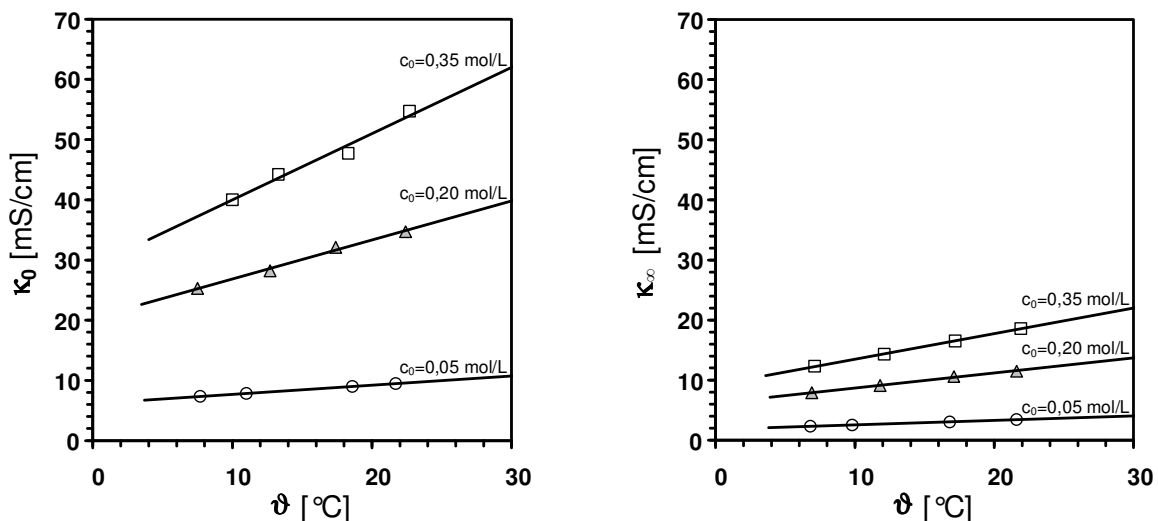 70
60
50
40
30
20
10
0
κ₀ [mS/cm]
c₀=0,35 mol/L
c₀=0,20 mol/L
c₀=0,05 mol/L
0 10 20 30
ϑ [°C]
70
60
50
40
30
20
10
0
κ∞ [mS/cm]
c₀=0,35 mol/L
c₀=0,20 mol/L
c₀=0,05 mol/L
0 10 20 30
ϑ [°C]